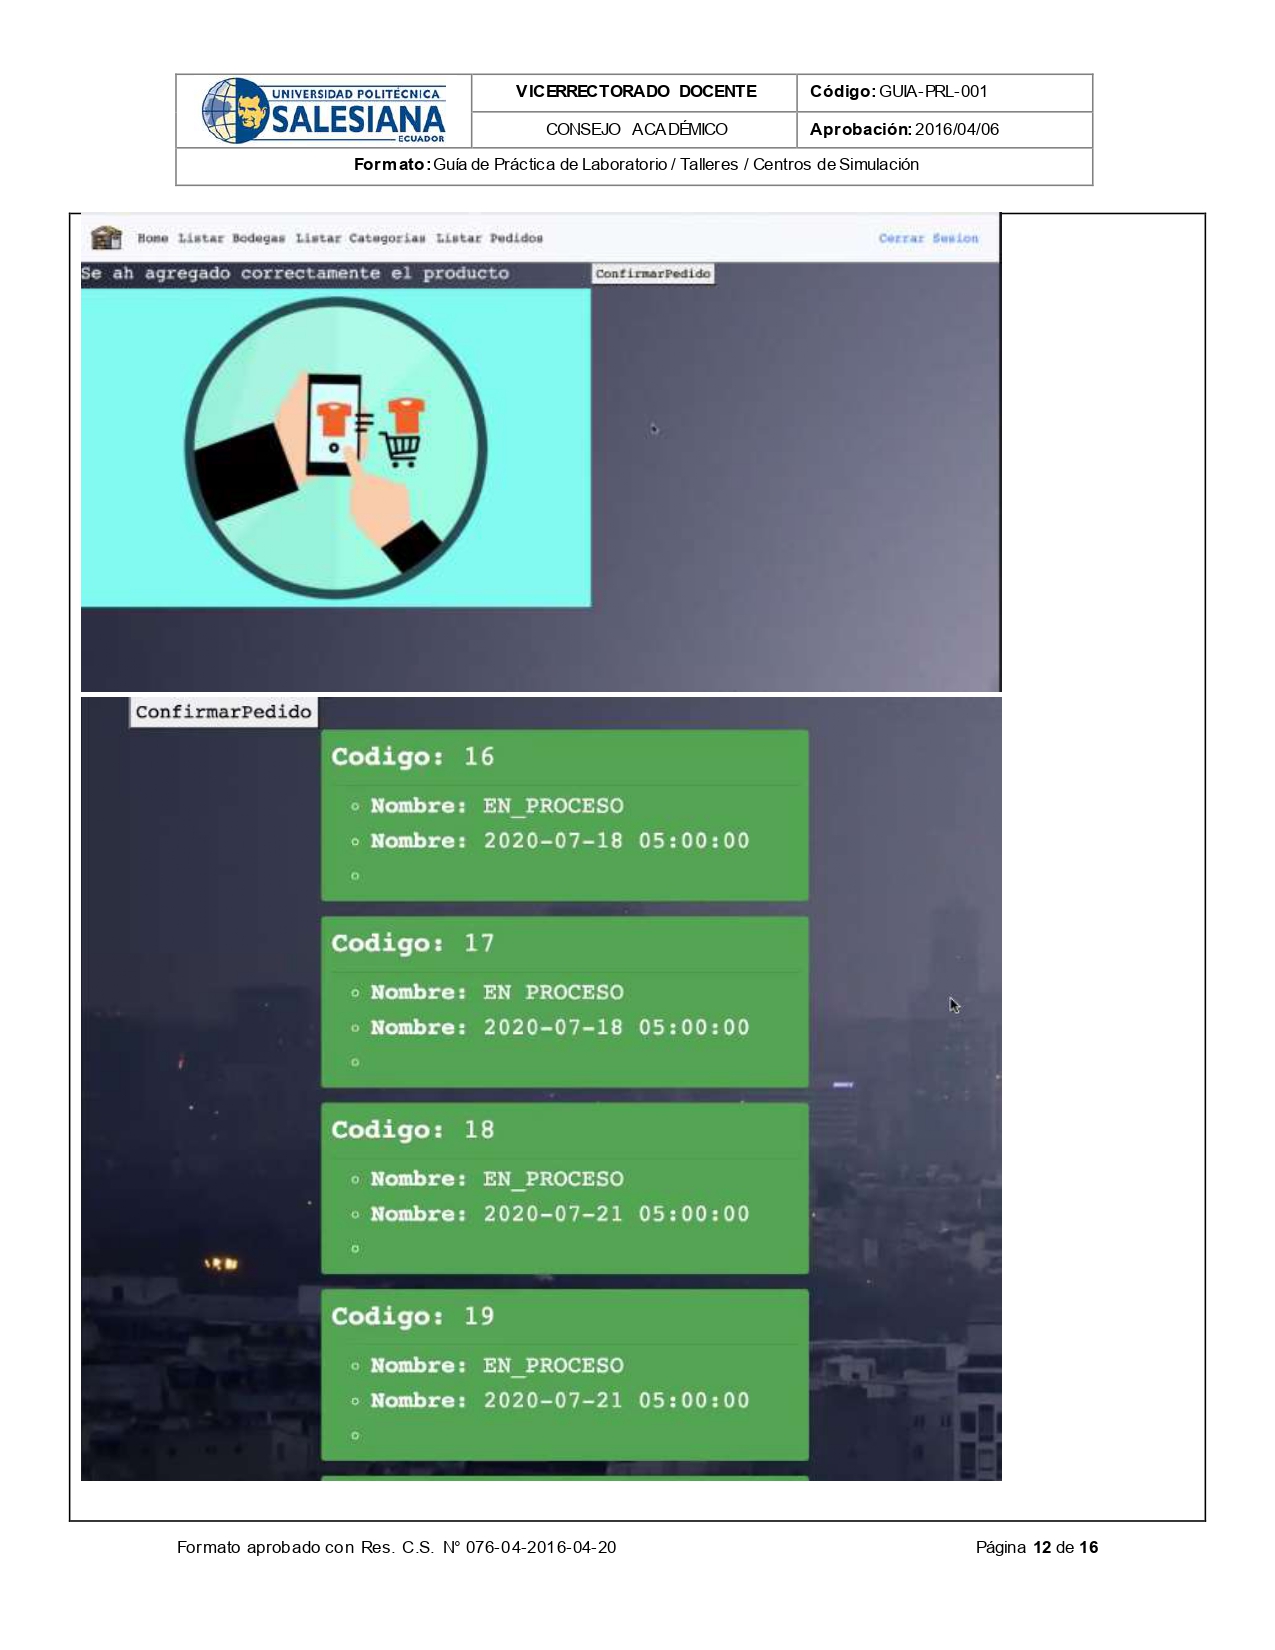 UNIVERSIDAD POLITÉCNICA
SALESIANA
ECUADOR
VICERRECTORADO DOCENTE
Código: GUIA-PRL-001
CONSEJO ACADÉMICO
Aprobación: 2016/04/06
Formato: Guía de Práctica de Laboratorio / Talleres / Centros de Simulación
Home Listar Bodegas Listar Categorias Listar Pedidos
Cerrar Sesion
Se ah agregado correctamente el producto
ConfirmarPedido
ConfirmarPedido
Codigo: 16
Nombre: EN_PROCESO
Nombre: 2020-07-18 05:00:00
Codigo: 17
Nombre: EN PROCESO
Nombre: 2020-07-18 05:00:00
Codigo: 18
Nombre: EN_PROCESO
Nombre: 2020-07-21 05:00:00
Codigo: 19
Nombre: EN_PROCESO
Nombre: 2020-07-21 05:00:00
Formato aprobado con Res. C.S. N° 076-04-2016-04-20
Página 12 de 16